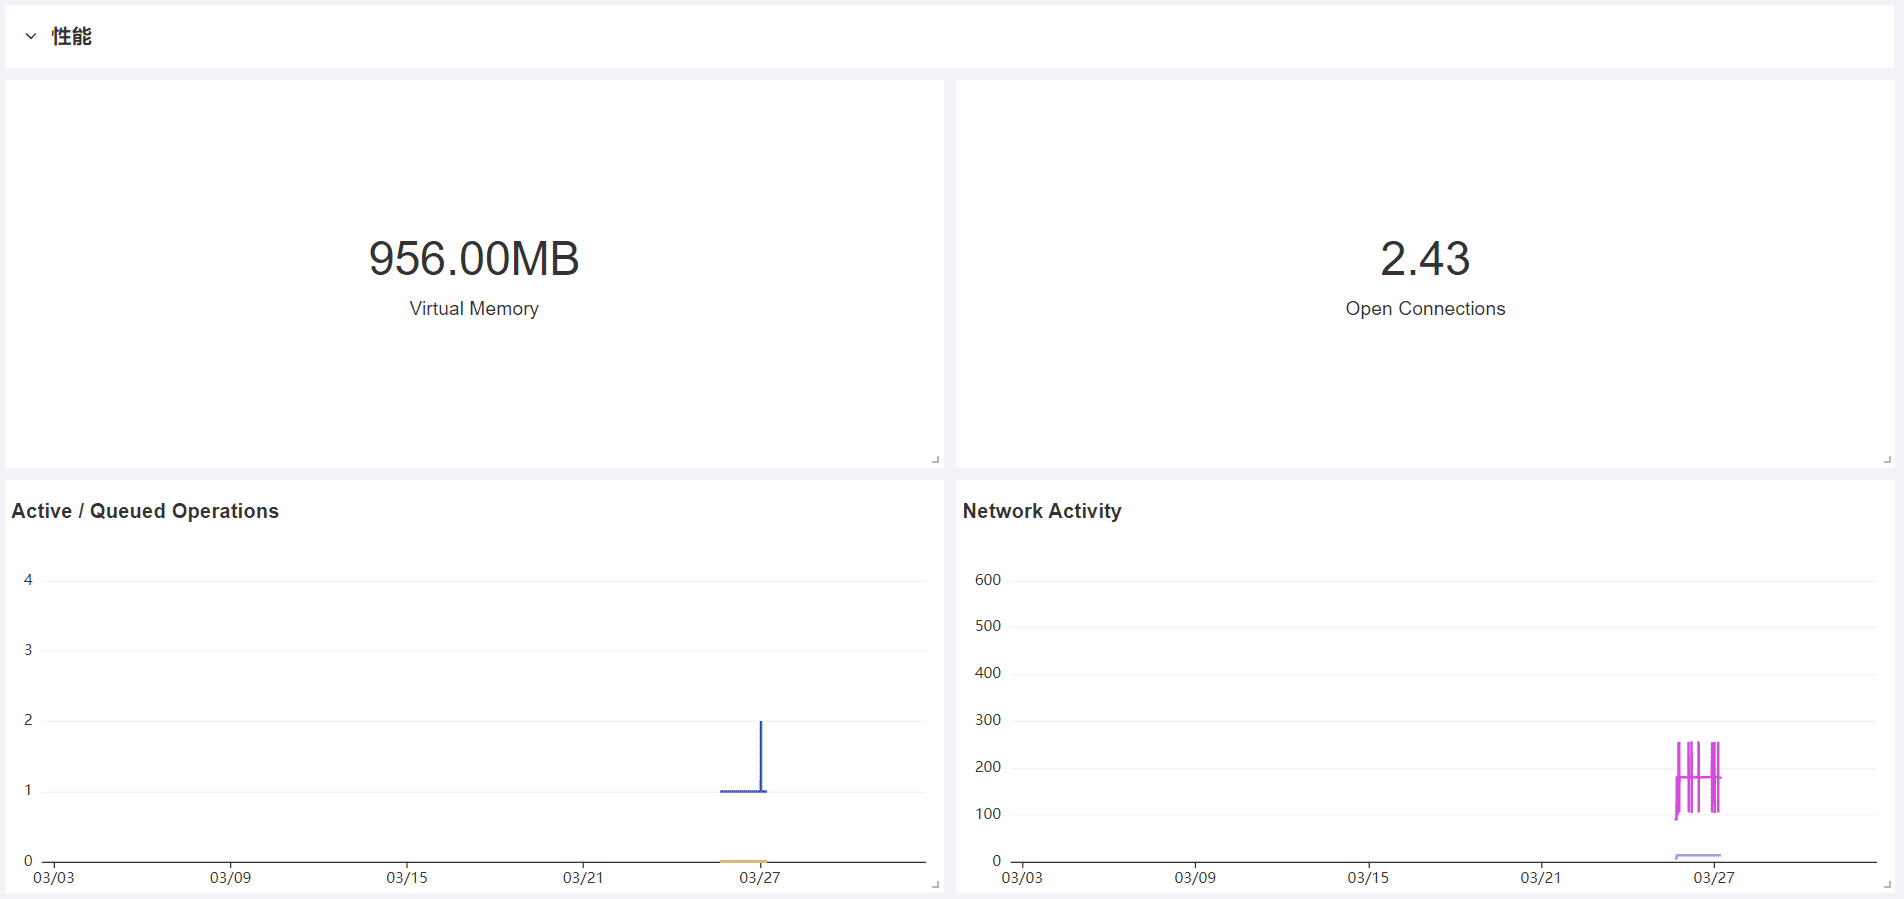 性能
956.00MB
Virtual Memory
2.43
Open Connections
Active / Queued Operations
4
3
2
1
0
03/03 03/09 03/15 03/21 03/27
Network Activity
600
500
400
300
200
100
0
03/03 03/09 03/15 03/21 03/27